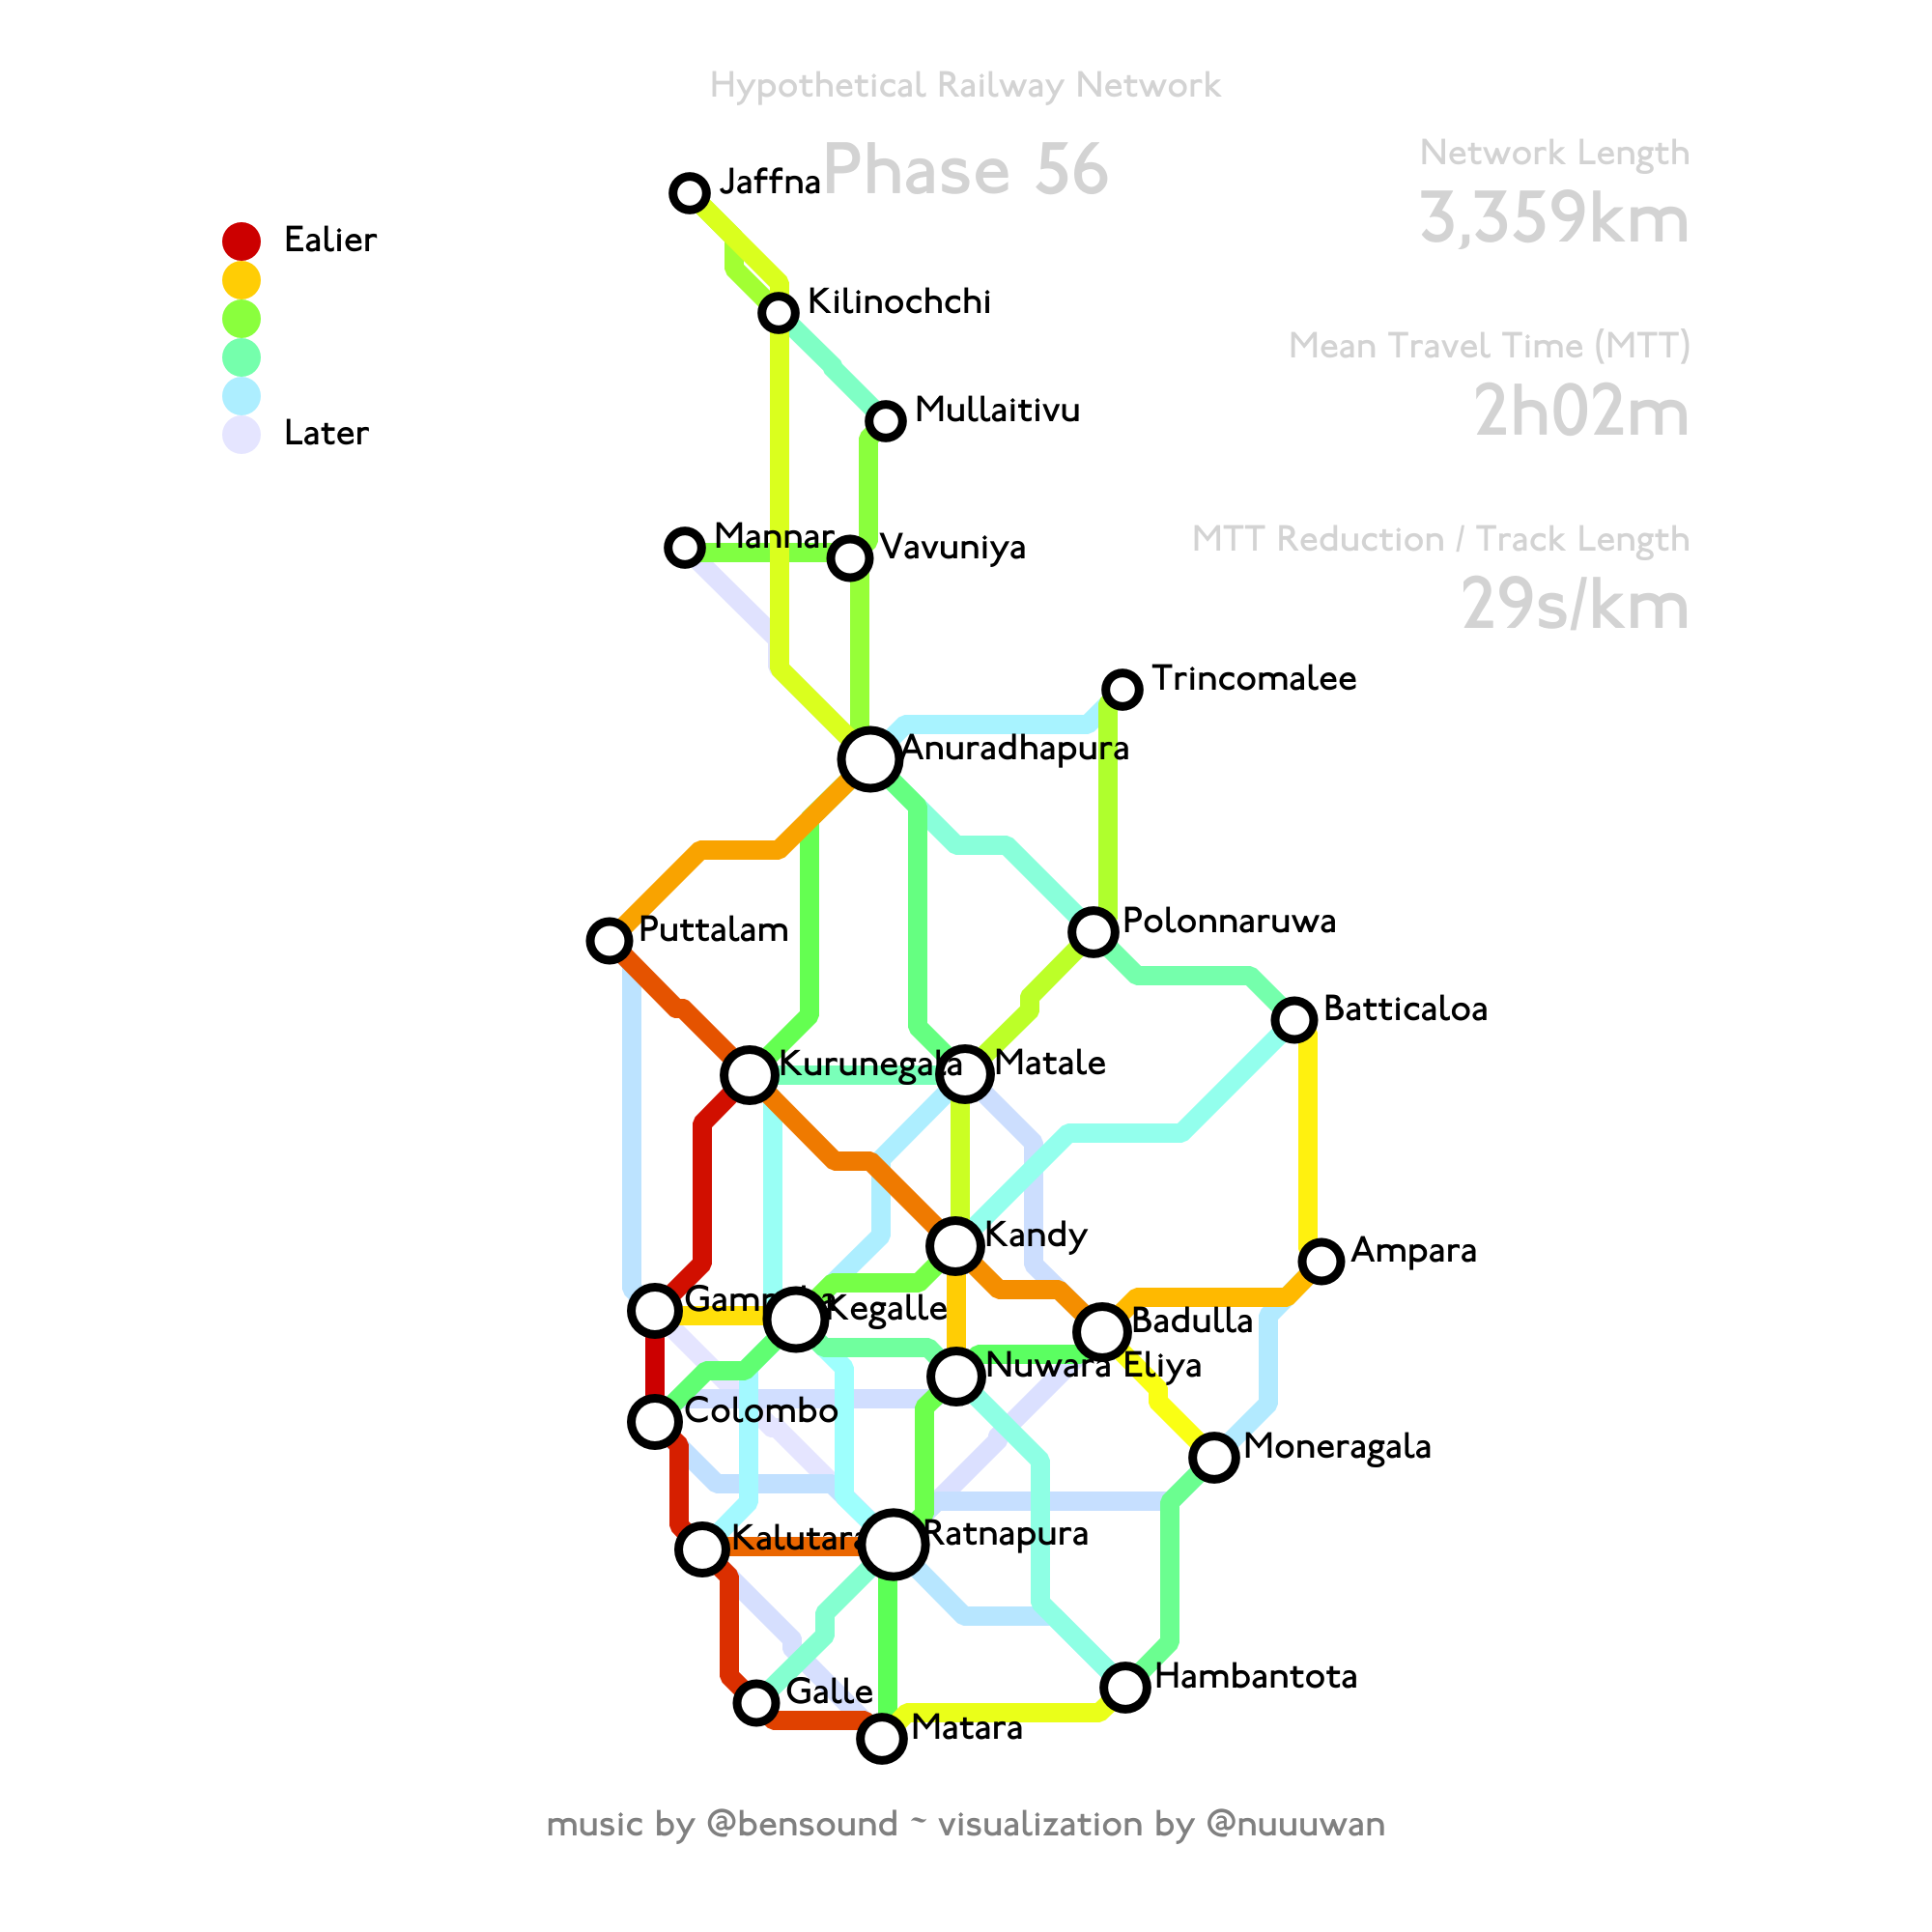 Hypothetical Railway Network
Phase 56
Network Length
3,359km
Mean Travel Time (MTT)
2h02m
MTT Reduction / Track Length
29s/km
Ealier
Later
Jaffna
Kilinochchi
Mullaitivu
Mannar
Vavuniya
Trincomalee
Anuradhapura
Puttalam
Polonnaruwa
Batticaloa
Kurunegala
Matale
Kandy
Ampara
Kegalle
Badulla
Nuwara Eliya
Colombo
Moneragala
Kalutara
Ratnapura
Galle
Hambantota
Matara
music by @bensound ~ visualization by @nuuuwan